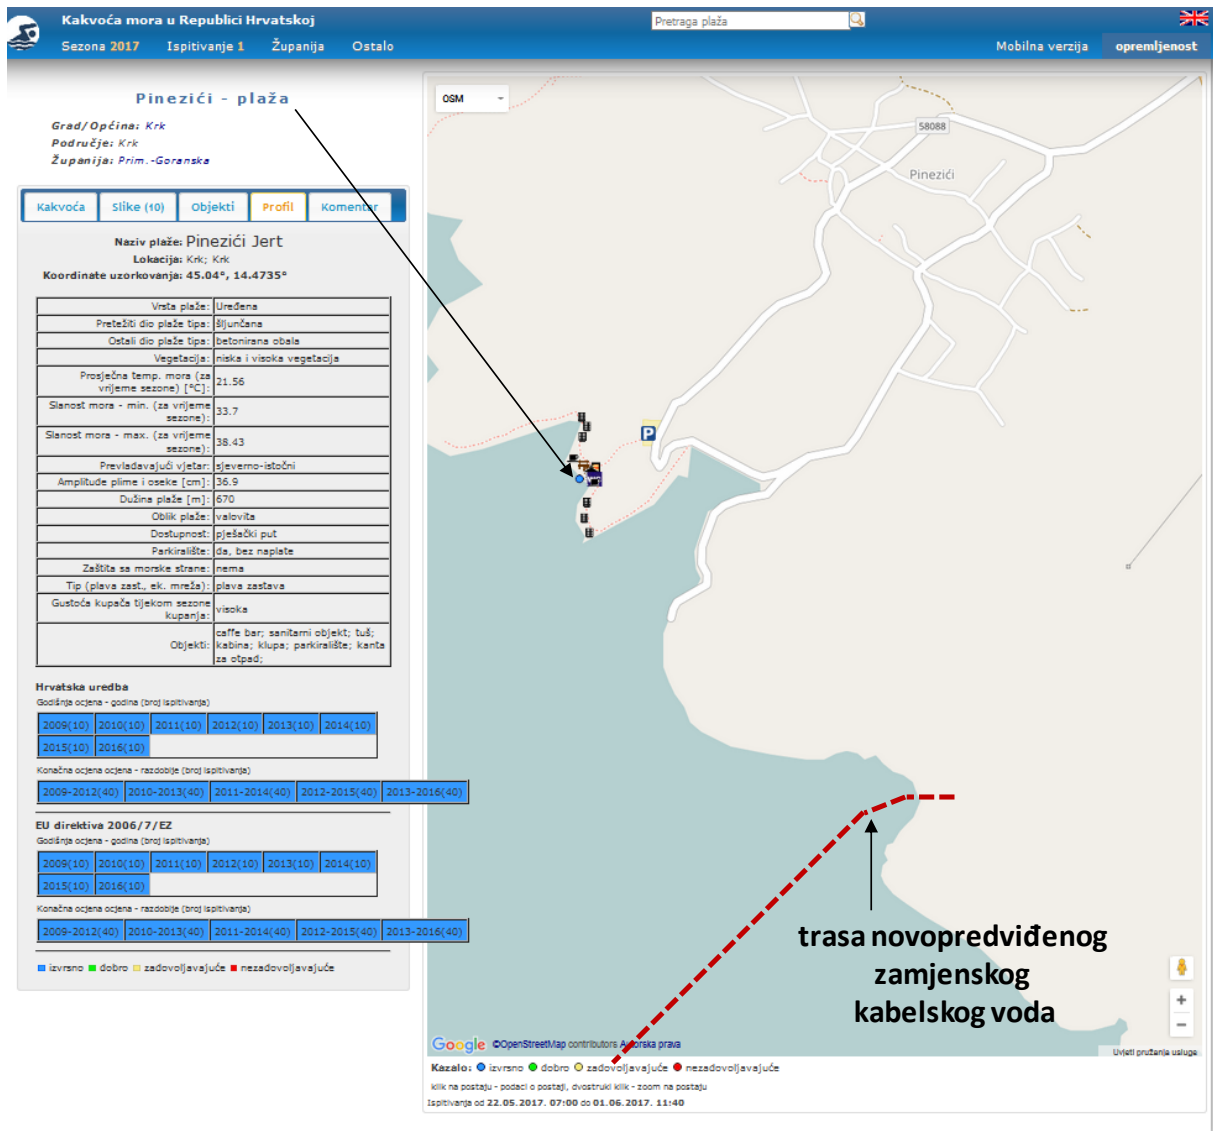 Kakvoća mora u Republici Hrvatskoj
Pretraga plaža
Sezona 2017 Ispitivanje 1 Županija Ostalo
Mobilna verzija opremljenost
Pinezići - plaža
Grad/Općina: Krk
Područje: Krk
Županija: Prim.-Goranska
Kakvoća Slike (10) Objekti Profil Komentar
Naziv plaže: Pinezići Jert
Lokacija: Krk; Krk
Koordinate uzorkovanja: 45.04°, 14.4735°
Vrsta plaže: Uređena
Pretežiti dio plaže tipa: šljunčana
Ostali dio plaže tipa: betonirana obala
Vegetacija: niska i visoka vegetacija
Prosječna temp. mora (za
vrijeme sezone) [°C]: 21.56
Slanost mora - min. (za vrijeme
sezone): 33.7
Slanost mora - max. (za vrijeme
sezone): 38.43
Prevladavajući vjetar: sjeverno-istočni
Amplitude plime i oseke [cm]: 36.9
Dužina plaže [m]: 670
Oblik plaže: valovita
Dostupnost: pješački put
Parkiralište: da, bez naplate
Zaštita sa morske strane: nema
Tip (plava zast., ek. mreža): plava zastava
Gustoća kupača tijekom sezone
kupanja: visoka
Objekti: caffe bar; sanitarni objekt; tuš;
kabina; klupa; parkiralište; kanta
za otpad;
Hrvatska uredba
Godišnja ocjena - godina (broj ispitivanja)
2009(10) 2010(10) 2011(10) 2012(10) 2013(10) 2014(10)
2015(10) 2016(10)
Konačna ocjena ocjena - razdoblje (broj ispitivanja)
2009-2012(40) 2010-2013(40) 2011-2014(40) 2012-2015(40) 2013-2016(40)
EU direktiva 2006/7/EZ
Godišnja ocjena - godina (broj ispitivanja)
2009(10) 2010(10) 2011(10) 2012(10) 2013(10) 2014(10)
2015(10) 2016(10)
Konačna ocjena ocjena - razdoblje (broj ispitivanja)
2009-2012(40) 2010-2013(40) 2011-2014(40) 2012-2015(40) 2013-2016(40)
izvrsno dobro zadovoljavajuće nezadovoljavajuće
OSM
58088
Pinezići
P
trasa novopredviđenog
zamjenskog
kabelskog voda
+
−
Google ©OpenStreetMap contributors Autorska prava
Uvjeti pružanja usluge
Kazalo: izvrsno dobro zadovoljavajuće nezadovoljavajuće
klik na postaju - podaci o postaji, dvostruki klik - zoom na postaju
Ispitivanja od 22.05.2017. 07:00 do 01.06.2017. 11:40